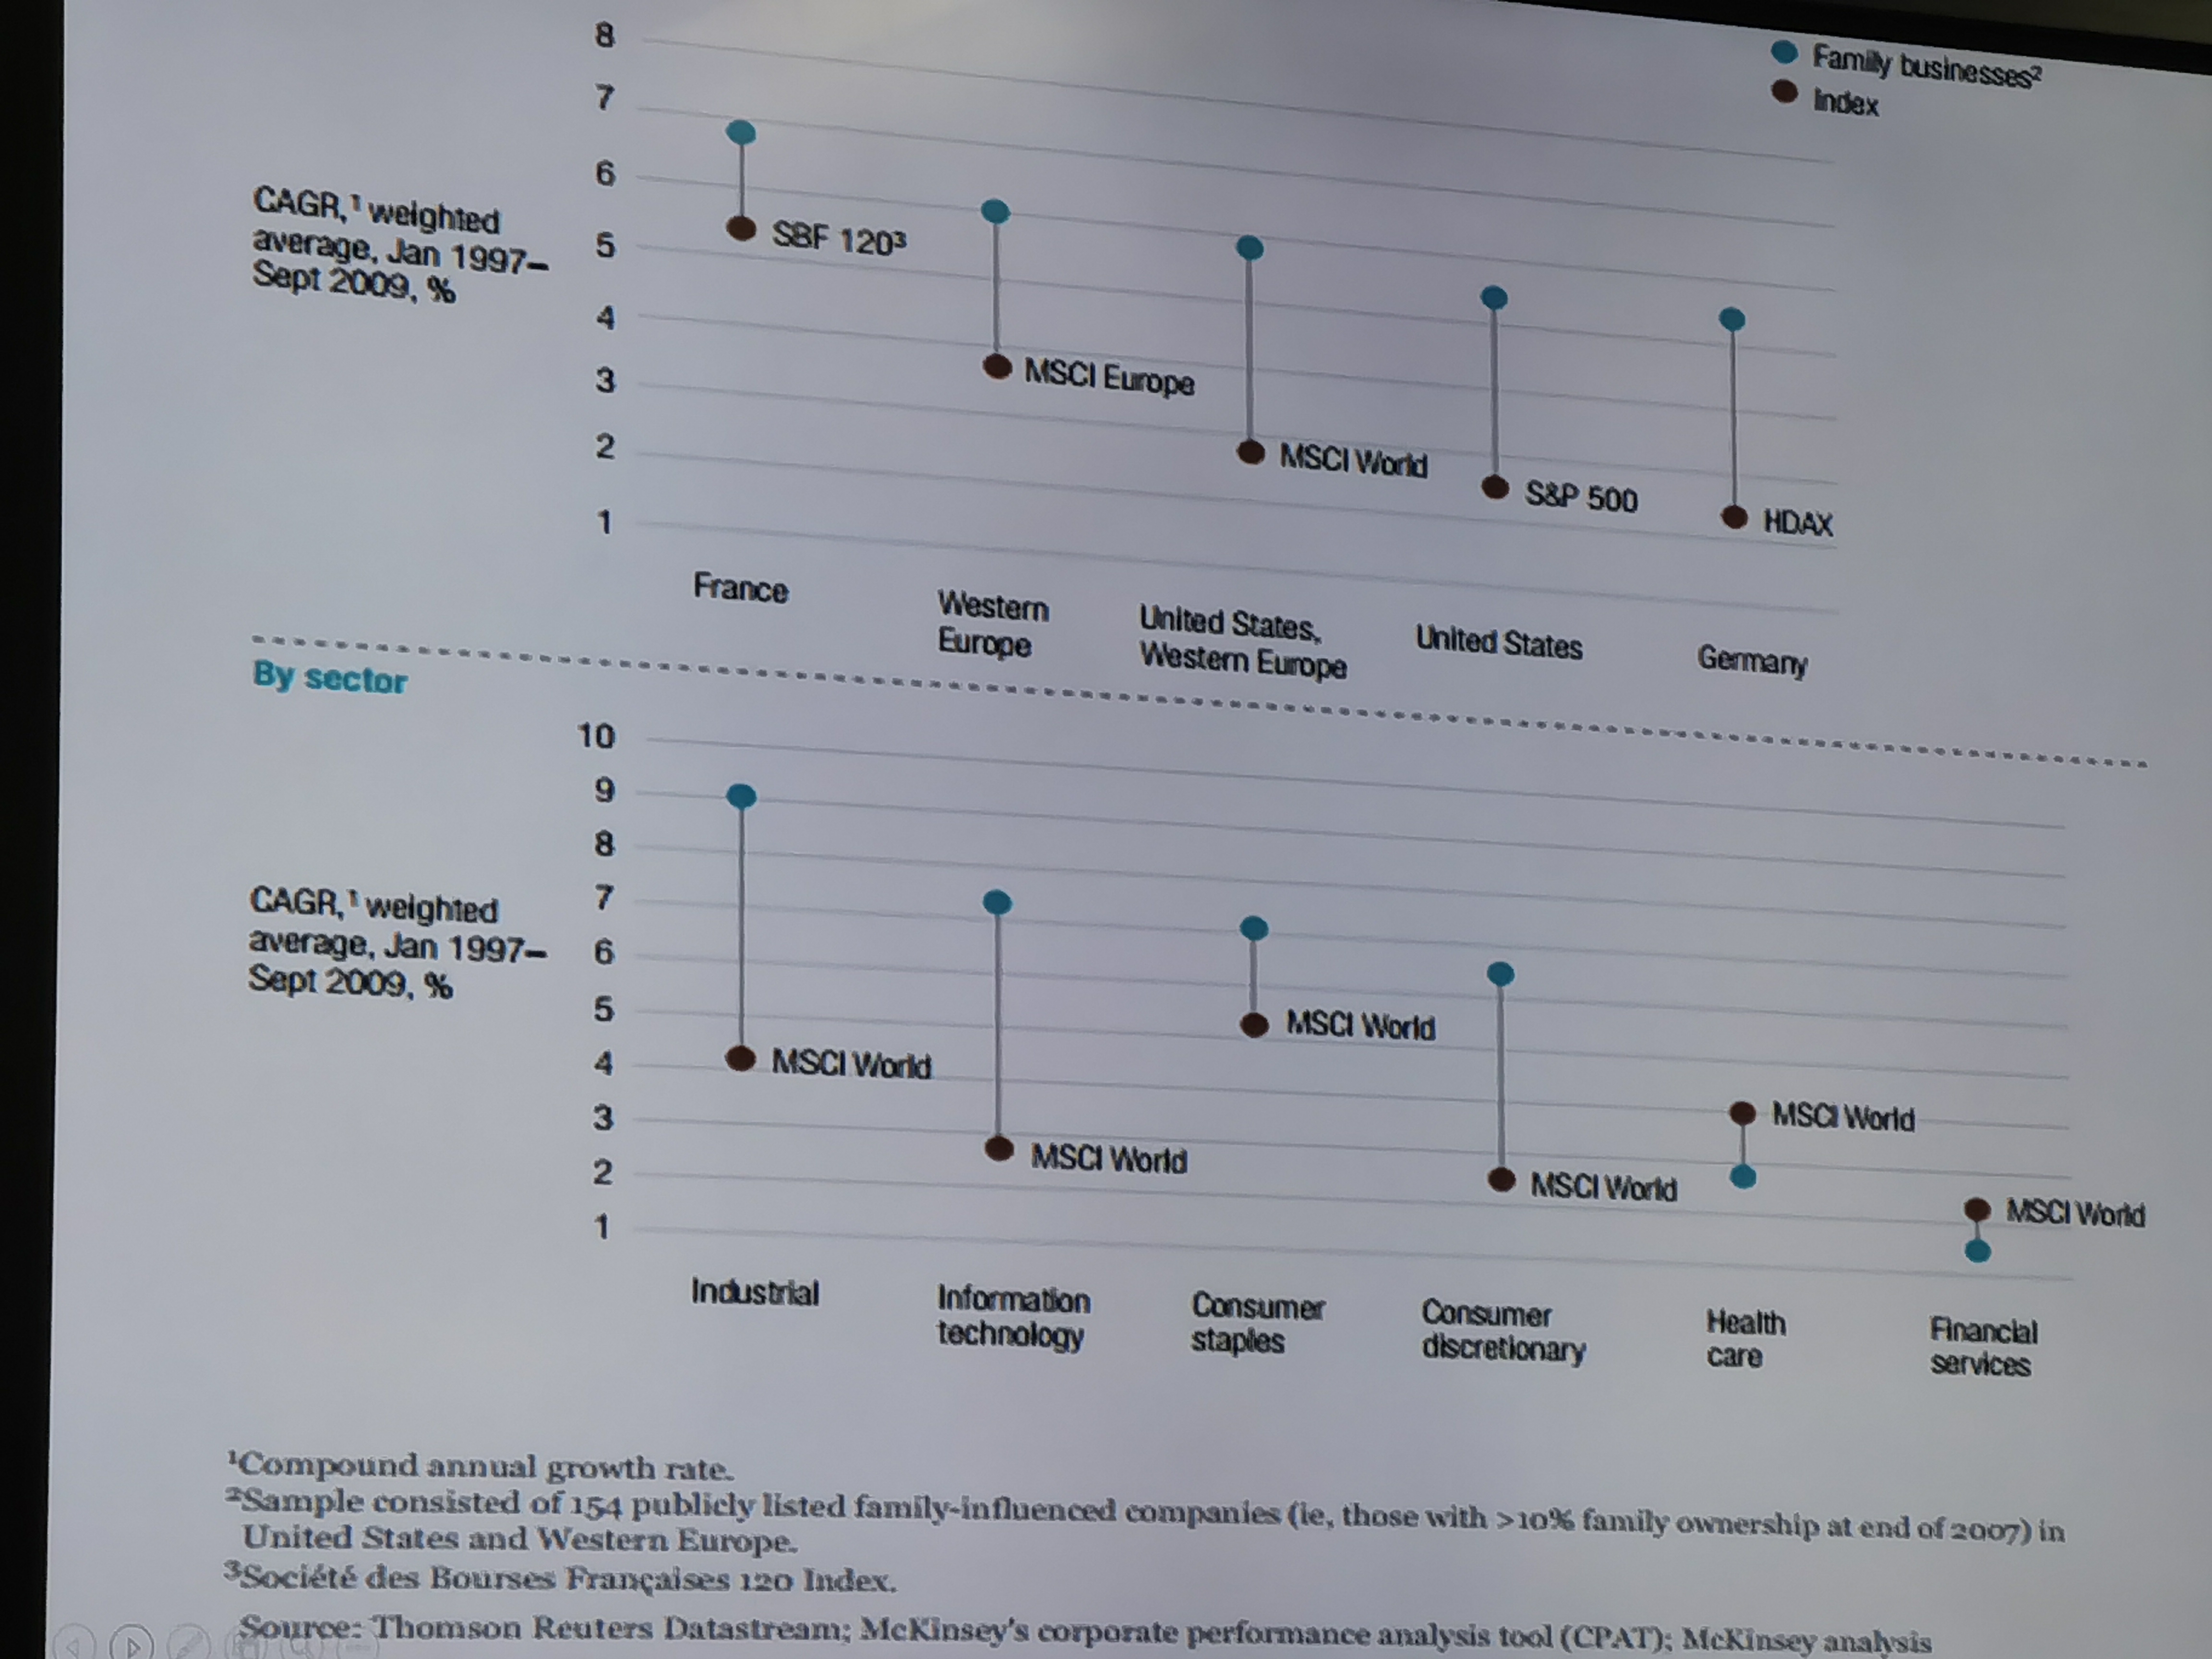 Family businesses²
Index
8
7
6
5
4
3
2
1
CAGR,¹ weighted
average, Jan 1997–
Sept 2009, %
SBF 120³
MSCI Europe
MSCI World
S&P 500
HDAX
France
Western
Europe
United States,
Western Europe
United States
Germany
By sector
10
9
8
7
6
5
4
3
2
1
CAGR,¹ weighted
average, Jan 1997–
Sept 2009, %
MSCI World
MSCI World
MSCI World
MSCI World
MSCI World
MSCI World
Industrial
Information
technology
Consumer
staples
Consumer
discretionary
Health
care
Financial
services
¹Compound annual growth rate.
²Sample consisted of 154 publicly listed family-influenced companies (ie, those with >10% family ownership at end of 2007) in
United States and Western Europe.
³Société des Bourses Françaises 120 Index.
Source: Thomson Reuters Datastream; McKinsey's corporate performance analysis tool (CPAT); McKinsey analysis